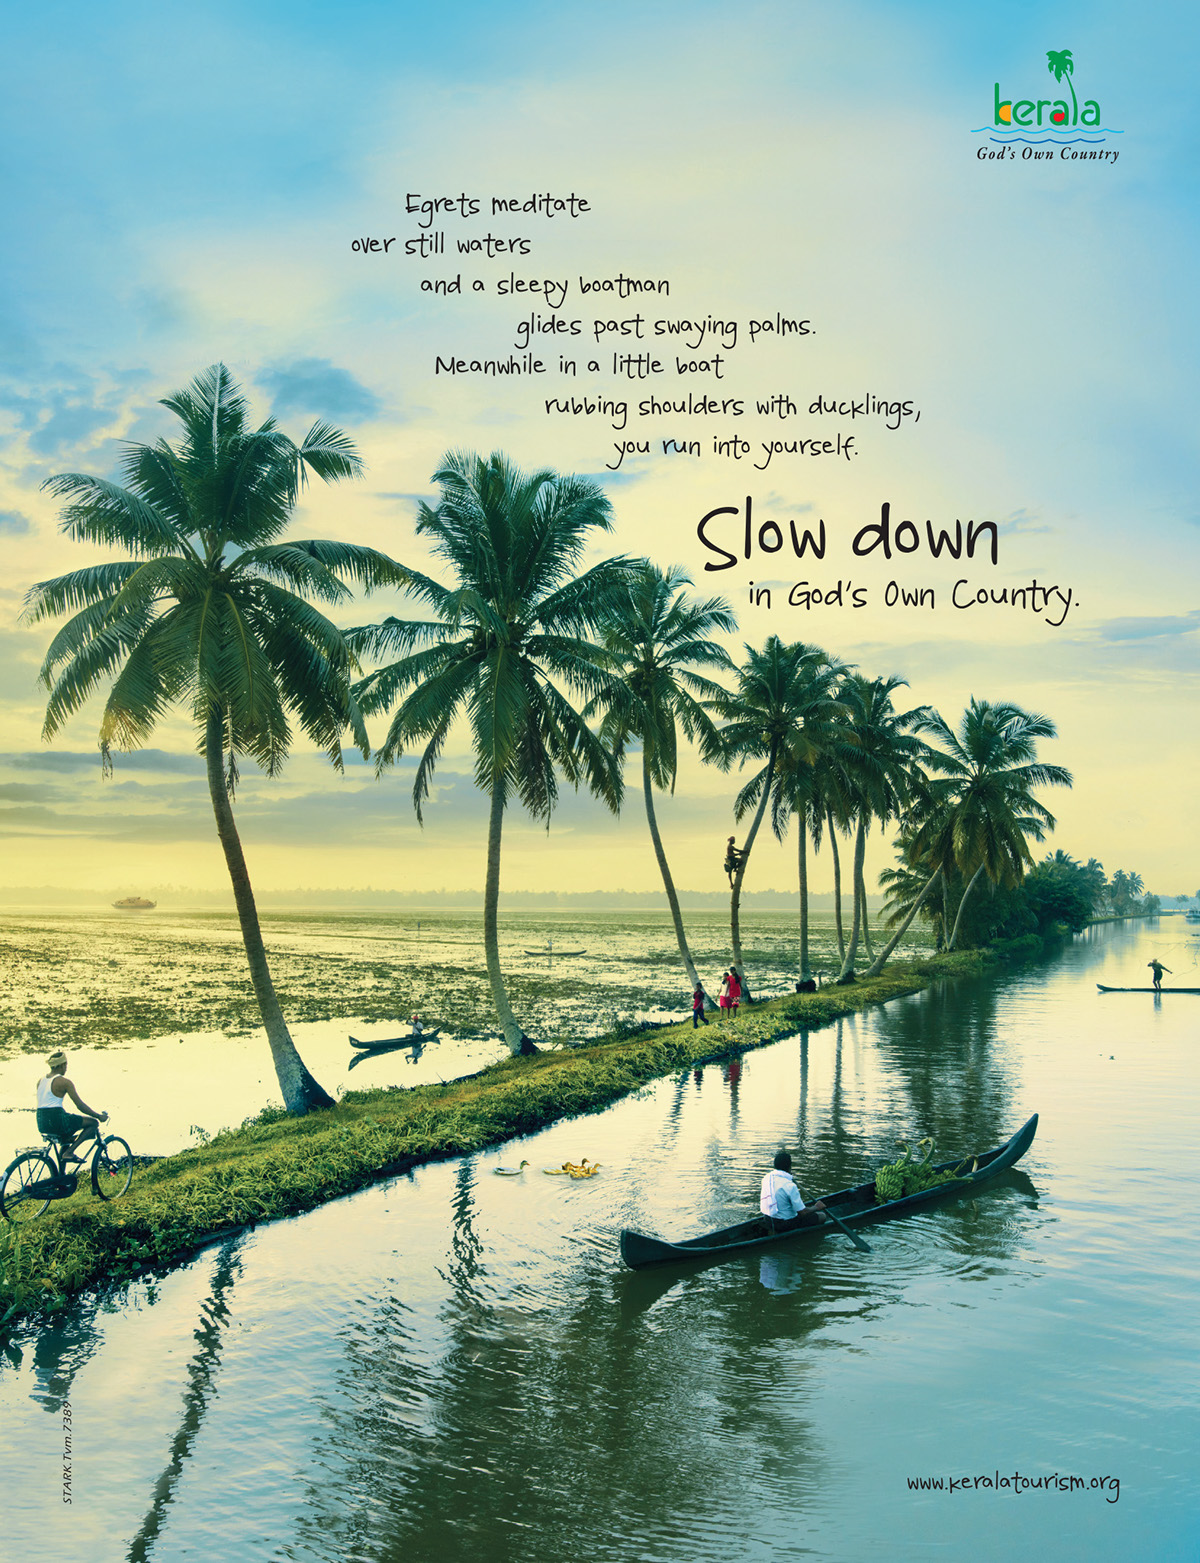 kerala
God's Own Country
Egrets meditate
over still waters
and a sleepy boatman
glides past swaying palms.
Meanwhile in a little boat
rubbing shoulders with ducklings,
you run into yourself.
Slow down
in God's Own Country.
STARK.Tvm.7389
www.keralatourism.org